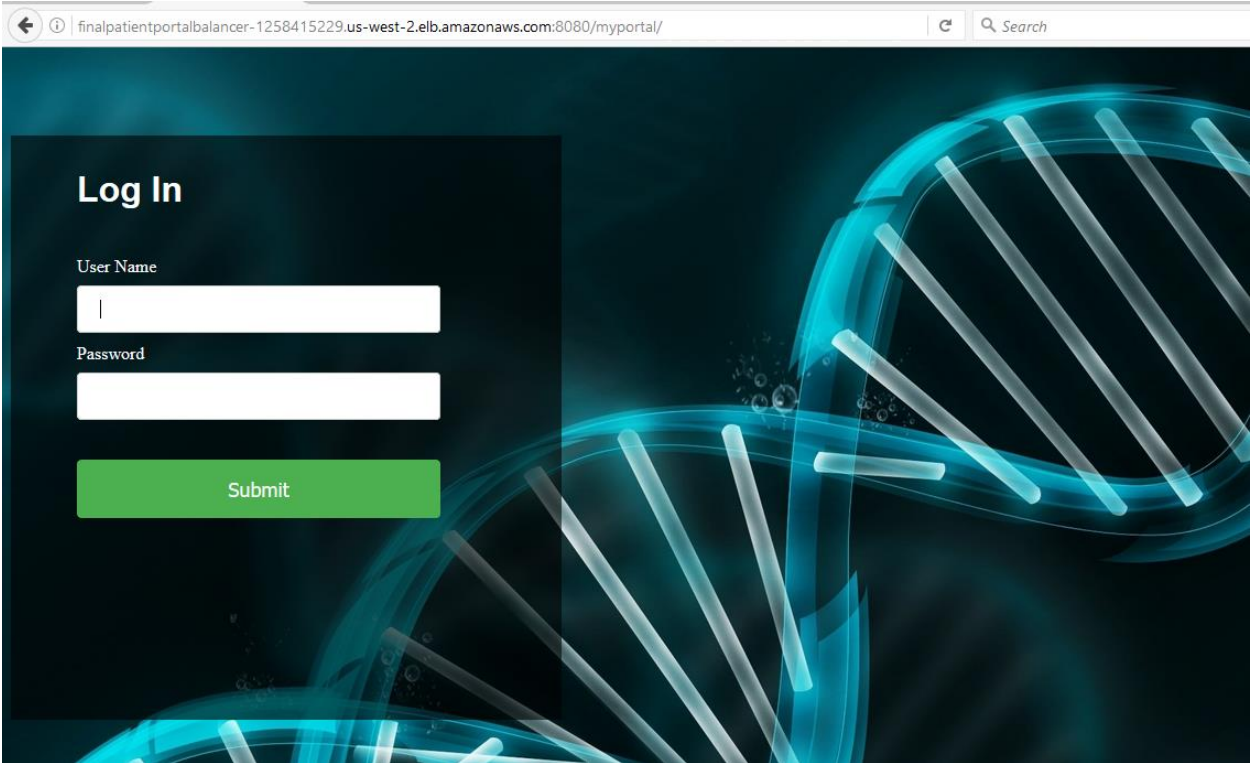 finalpatientportalbalancer-1258415229.us-west-2.elb.amazonaws.com:8080/myportal/
Search
Log In
User Name
Password
Submit